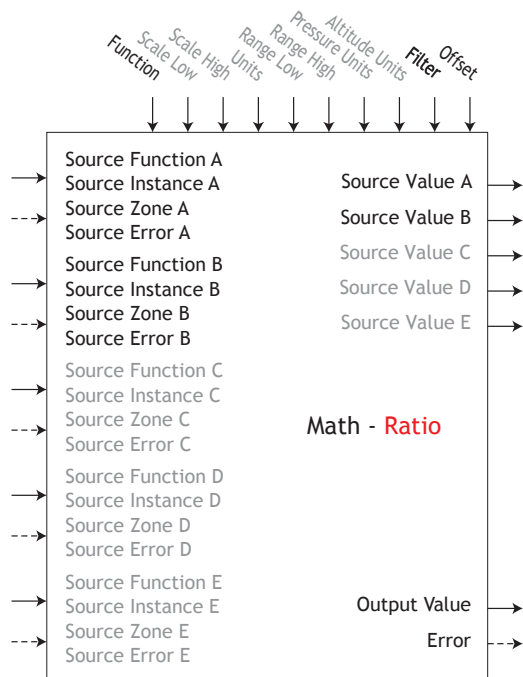 Function
Scale Low
Scale High
Units
Range Low
Range High
Pressure Units
Altitude Units
Filter
Offset
Source Function A
Source Instance A
Source Zone A
Source Error A
Source Function B
Source Instance B
Source Zone B
Source Error B
Source Function C
Source Instance C
Source Zone C
Source Error C
Source Function D
Source Instance D
Source Zone D
Source Error D
Source Function E
Source Instance E
Source Zone E
Source Error E
Source Value A
Source Value B
Source Value C
Source Value D
Source Value E
Math - Ratio
Output Value
Error